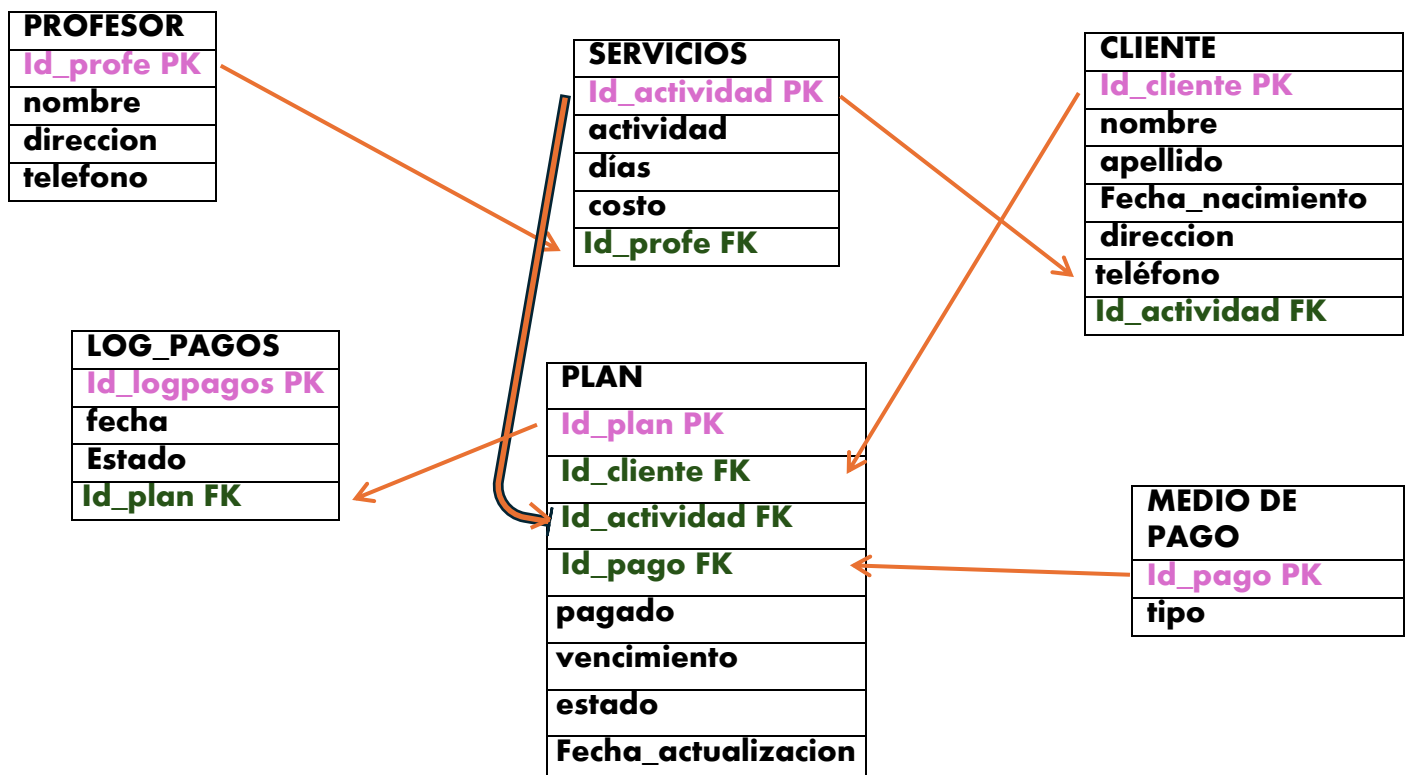 PROFESOR
Id_profe PK
nombre
direccion
telefono
SERVICIOS
Id_actividad PK
actividad
días
costo
Id_profe FK
CLIENTE
Id_cliente PK
nombre
apellido
Fecha_nacimiento
direccion
teléfono
Id_actividad FK
LOG_PAGOS
Id_logpagos PK
fecha
Estado
Id_plan FK
PLAN
Id_plan PK
Id_cliente FK
Id_actividad FK
Id_pago FK
pagado
vencimiento
estado
Fecha_actualizacion
MEDIO DE
PAGO
Id_pago PK
tipo